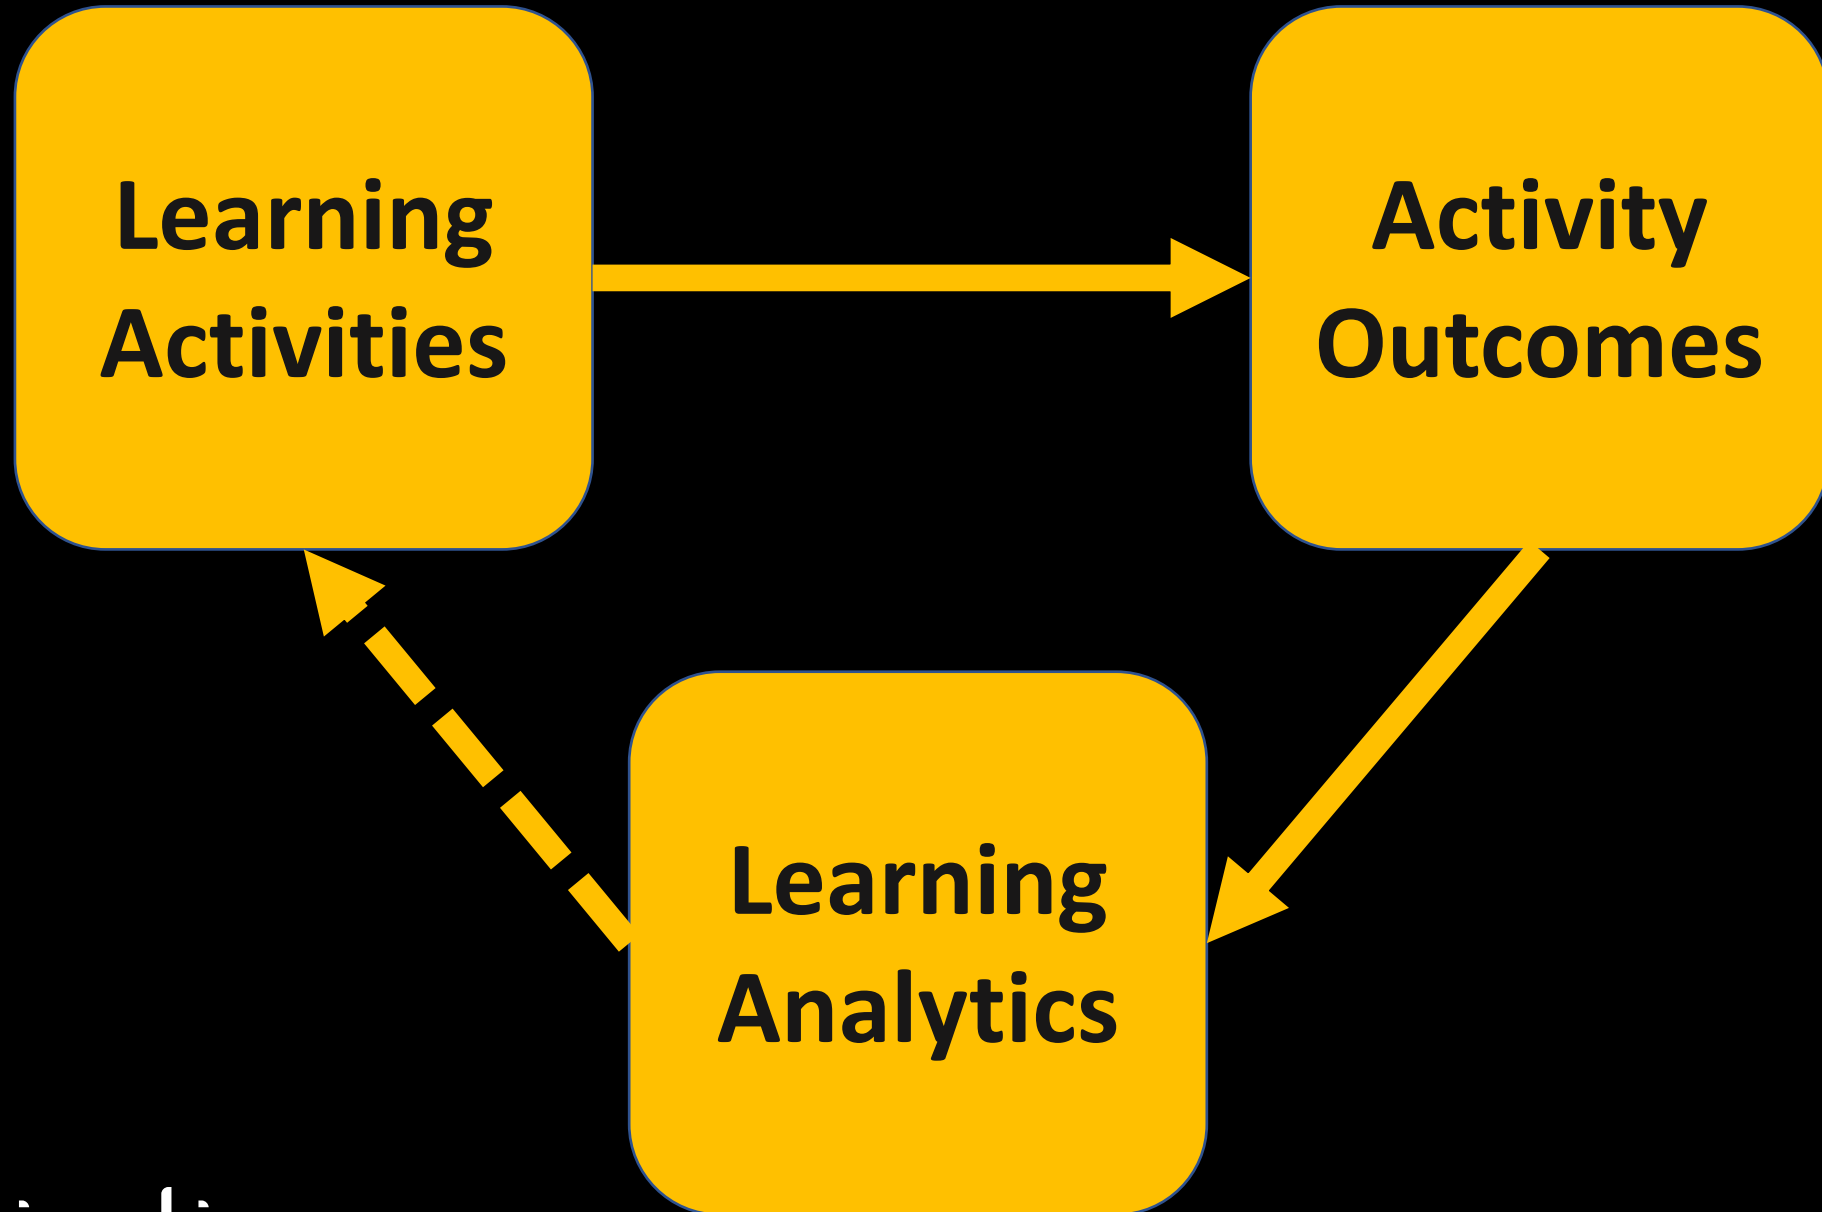 Learning
Activities
Activity
Outcomes
Learning
Analytics